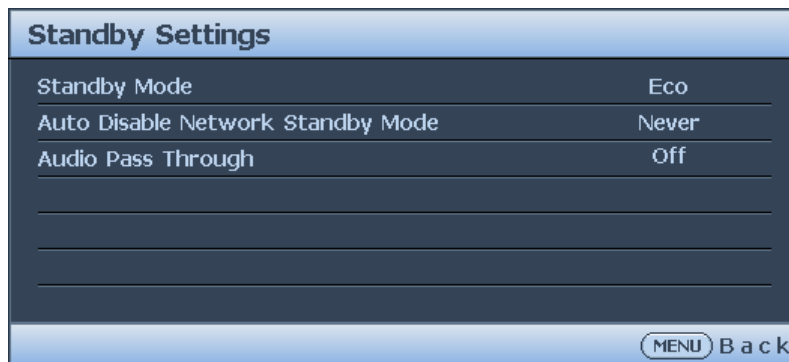 Standby Settings
Standby Mode Eco
Auto Disable Network Standby Mode Never
Audio Pass Through Off
MENU Back